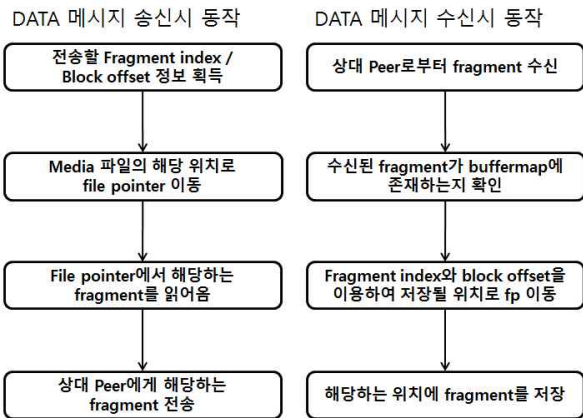 DATA 메시지 송신시 동작
전송할 Fragment index /
Block offset 정보 획득
Media 파일의 해당 위치로
file pointer 이동
File pointer에서 해당하는
fragment를 읽어옴
상대 Peer에게 해당하는
fragment 전송
DATA 메시지 수신시 동작
상대 Peer로부터 fragment 수신
수신된 fragment가 buffermap에
존재하는지 확인
Fragment index와 block offset을
이용하여 저장될 위치로 fp 이동
해당하는 위치에 fragment를 저장